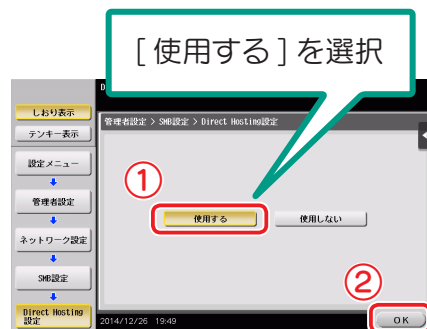 [使用する]を選択
D
しおり表示
テンキー表示
管理者設定 > SMB設定 > Direct Hosting設定
設定メニュー
管理者設定
ネットワーク設定
SMB設定
Direct Hosting
設定
①
使用する
使用しない
②
2014/12/26 19:49
OK